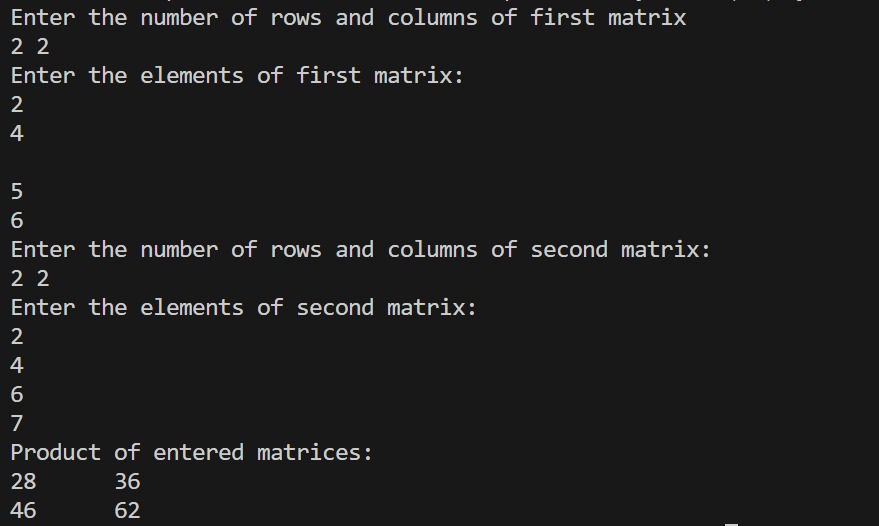 Enter the number of rows and columns of first matrix
2 2
Enter the elements of first matrix:
2
4
5
6
Enter the number of rows and columns of second matrix:
2 2
Enter the elements of second matrix:
2
4
6
7
Product of entered matrices:
28 36
46 62